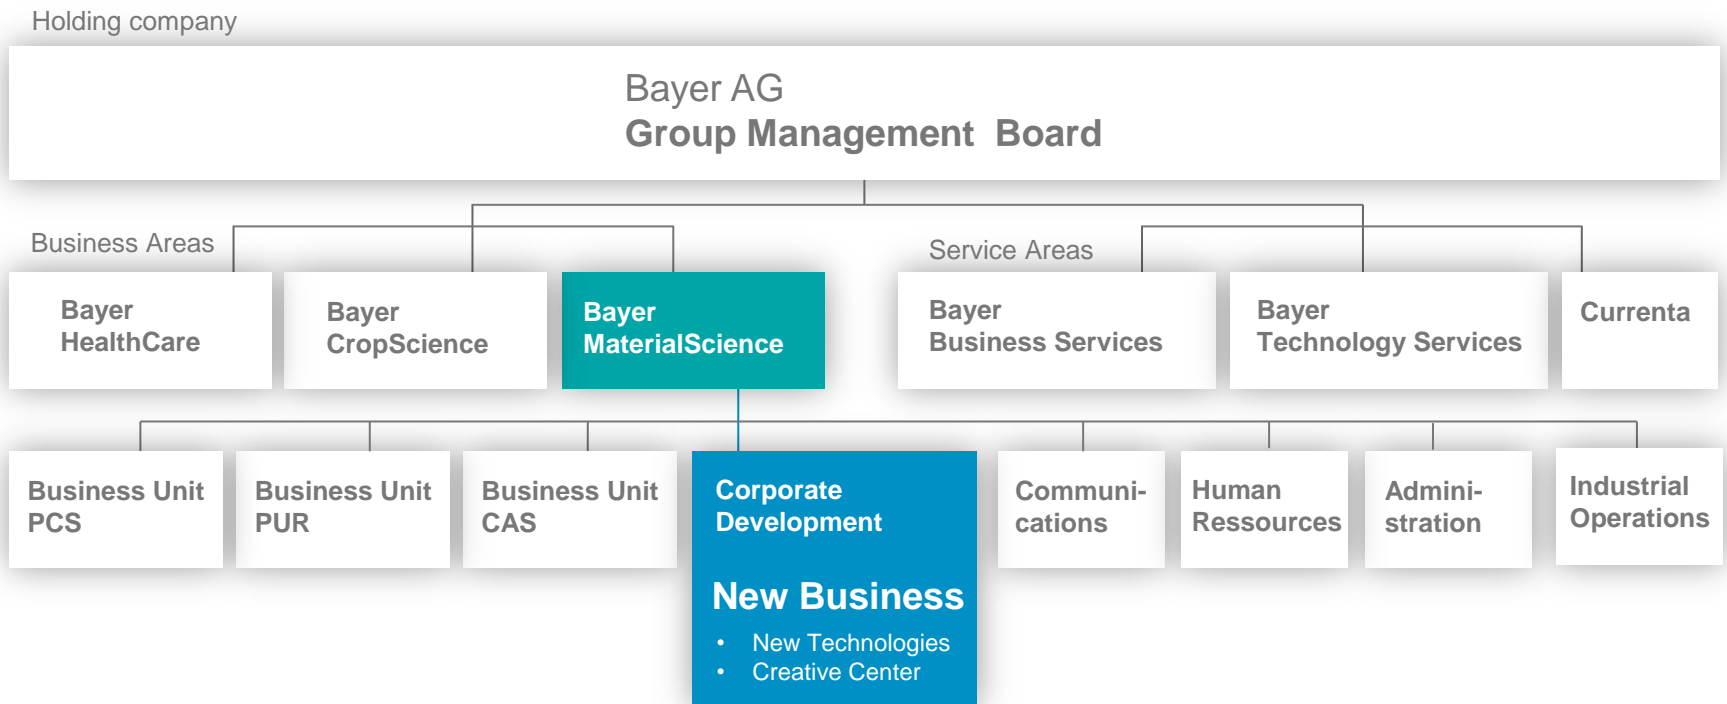 Holding company
Bayer AG
Group Management Board
Business Areas
Service Areas
Bayer
HealthCare
Bayer
CropScience
Bayer
MaterialScience
Bayer
Business Services
Bayer
Technology Services
Currenta
Business Unit
PCS
Business Unit
PUR
Business Unit
CAS
Corporate
Development
New Business
• New Technologies
• Creative Center
Communi-
cations
Human
Ressources
Admini-
stration
Industrial
Operations